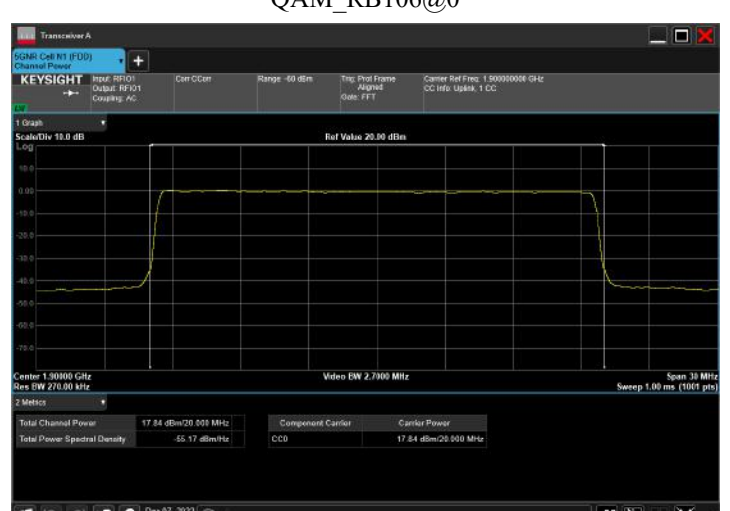 QAM_RB106@0
Transceiver A
5GNR Cell N1 (FDD)
Channel Power
KEYSIGHT
Input: RFIO1
Output: RFIO1
Coupling: AC
Corr CCorr
Range -60 dBm
Trig: Prot Frame
Aligned
Gate: FFT
Carrier Ref Freq: 1.900000000 GHz
CC Info: Uplink, 1 CC
1 Graph
Scale/Div 10.0 dB
Ref Value 20.00 dBm
Log
10.0
0.00
-10.0
-20.0
-30.0
-40.0
-50.0
-60.0
-70.0
Center 1.90000 GHz
Video BW 2.7000 MHz
Span 30 MHz
Res BW 270.00 kHz
Sweep 1.00 ms (1001 pts)
2 Metrics
Total Channel Power 17.84 dBm/20.000 MHz
Total Power Spectral Density -55.17 dBm/Hz
Component Carrier Carrier Power
CC0 17.84 dBm/20.000 MHz